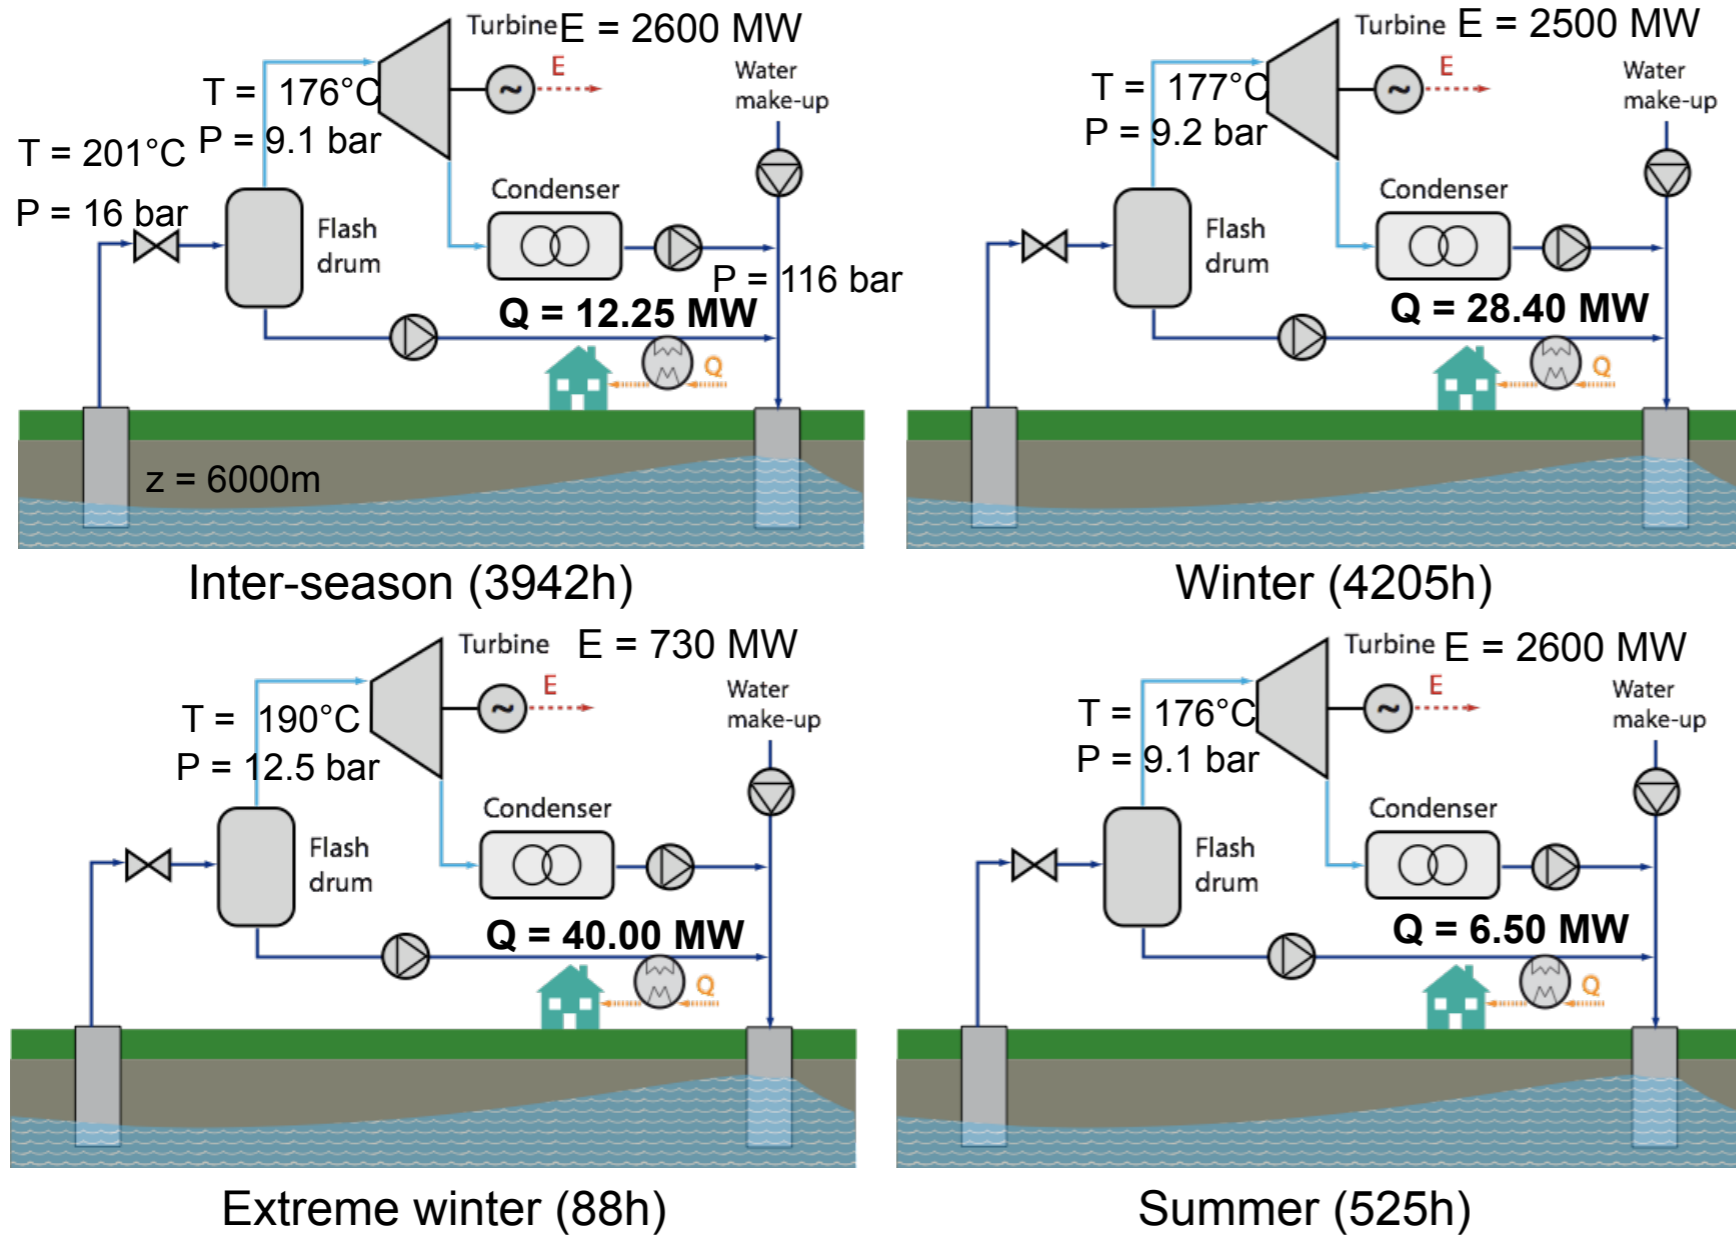 Turbine E = 2600 MW
E
Water
make-up
T = 176°C
P = 9.1 bar
T = 201°C
P = 16 bar
~
Condenser
Flash
drum
P = 116 bar
Q = 12.25 MW
Q
z = 6000m
Inter-season (3942h)
Turbine E = 2500 MW
E
Water
make-up
T = 177°C
P = 9.2 bar
~
Condenser
Flash
drum
Q = 28.40 MW
Q
Winter (4205h)
Turbine E = 730 MW
E
Water
make-up
T = 190°C
P = 12.5 bar
~
Condenser
Flash
drum
Q = 40.00 MW
Q
Extreme winter (88h)
Turbine E = 2600 MW
E
Water
make-up
T = 176°C
P = 9.1 bar
~
Condenser
Flash
drum
Q = 6.50 MW
Q
Summer (525h)